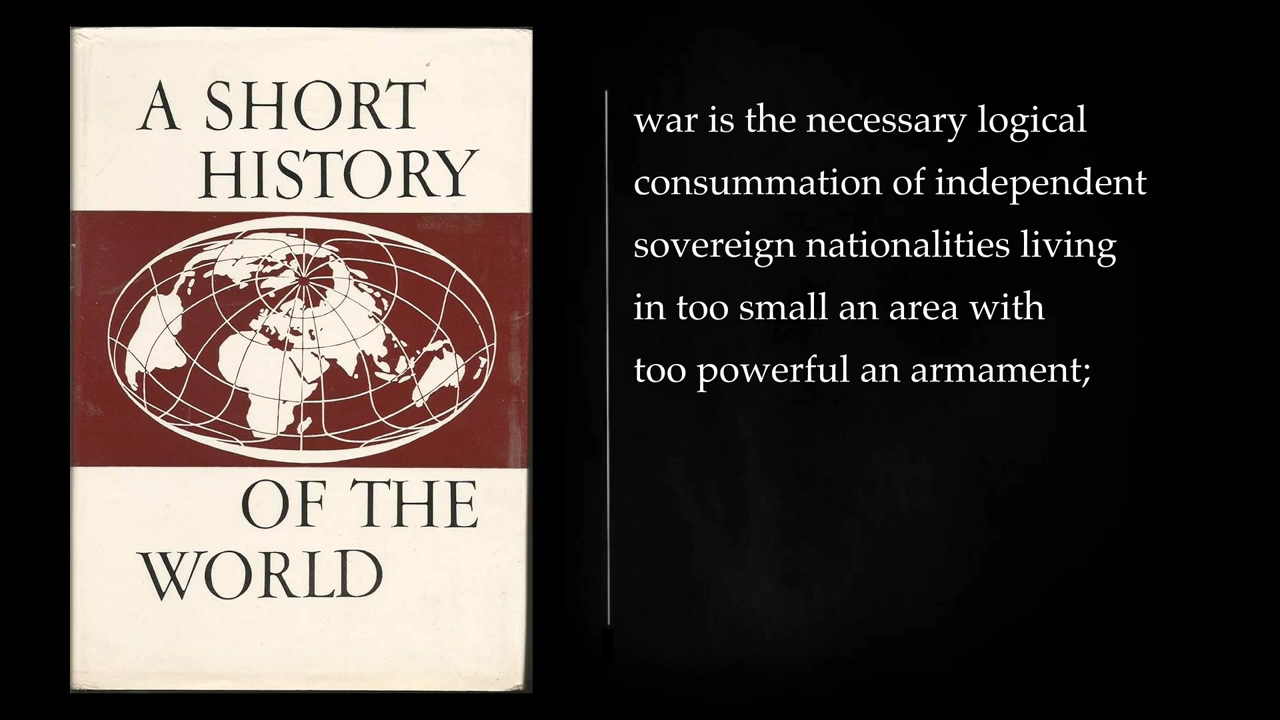 A SHORT
HISTORY
OF THE
WORLD
war is the necessary logical
consummation of independent
sovereign nationalities living
in too small an area with
too powerful an armament;